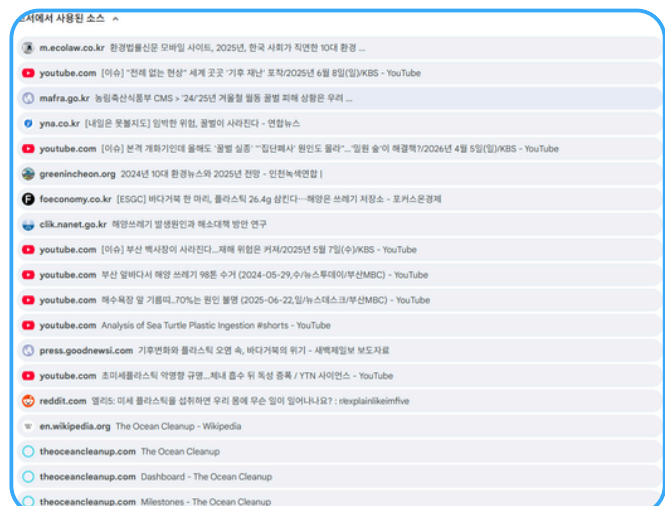 보고서에서 사용된 소스
m.ecolaw.co.kr 환경법률신문 모바일 사이트, 2025년, 한국 사회가 직면한 10대 환경 ...
youtube.com [이슈] "전례 없는 현상" 세계 곳곳 '기후 재난' 포착/2025년 6월 8일(일)/KBS - YouTube
mafra.go.kr 농림축산식품부 CMS > '24/'25년 겨울철 월동 꿀벌 피해 상황은 우려 ...
yna.co.kr [내일은 못볼지도] 임박한 위험, 꿀벌이 사라진다 - 연합뉴스
youtube.com [이슈] 본격 개화기인데 올해도 '꿀벌 실종' "집단폐사' 원인도 몰라"...'밀원 숲'이 해결책?/2026년 4월 5일(일)/KBS - YouTube
greenincheon.org 2024년 10대 환경뉴스와 2025년 전망 - 인천녹색연합 |
foeconomy.co.kr [ESGC] 바다거북 한 마리, 플라스틱 26.4g 삼킨다…해양은 쓰레기 저장소 - 포커스온경제
clik.nanet.go.kr 해양쓰레기 발생원인과 해소대책 방안 연구
youtube.com [이슈] 부산 백사장이 사라진다...재해 위험은 커져/2025년 5월 7일(수)/KBS - YouTube
youtube.com 부산 앞바다서 해양 쓰레기 98톤 수거 (2024-05-29,수/뉴스투데이/부산MBC) - YouTube
youtube.com 해수욕장 앞 기름띠..70%는 원인 불명 (2025-06-22,일/뉴스데스크/부산MBC) - YouTube
youtube.com Analysis of Sea Turtle Plastic Ingestion #shorts - YouTube
press.goodnewsi.com 기후변화와 플라스틱 오염 속, 바다거북의 위기 - 새벽제일보 보도자료
youtube.com 초미세플라스틱 악영향 규명...체내 흡수 뒤 독성 증폭 / YTN 사이언스 - YouTube
reddit.com 엘리5: 미세 플라스틱을 섭취하면 우리 몸에 무슨 일이 일어나나요? : r/explainlikeimfive
en.wikipedia.org The Ocean Cleanup - Wikipedia
theoceancleanup.com The Ocean Cleanup
theoceancleanup.com Dashboard - The Ocean Cleanup
theoceancleanup.com Milestones - The Ocean Cleanup